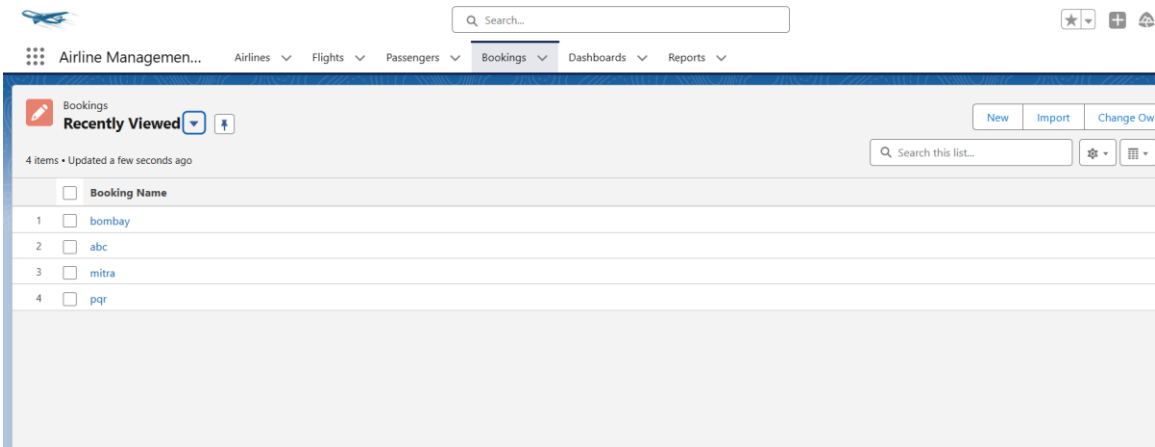 Search...
Airline Managemen... Airlines Flights Passengers Bookings Dashboards Reports
Bookings
Recently Viewed
New Import Change Ow
4 items • Updated a few seconds ago
Search this list...
Booking Name
1 bombay
2 abc
3 mitra
4 pqr